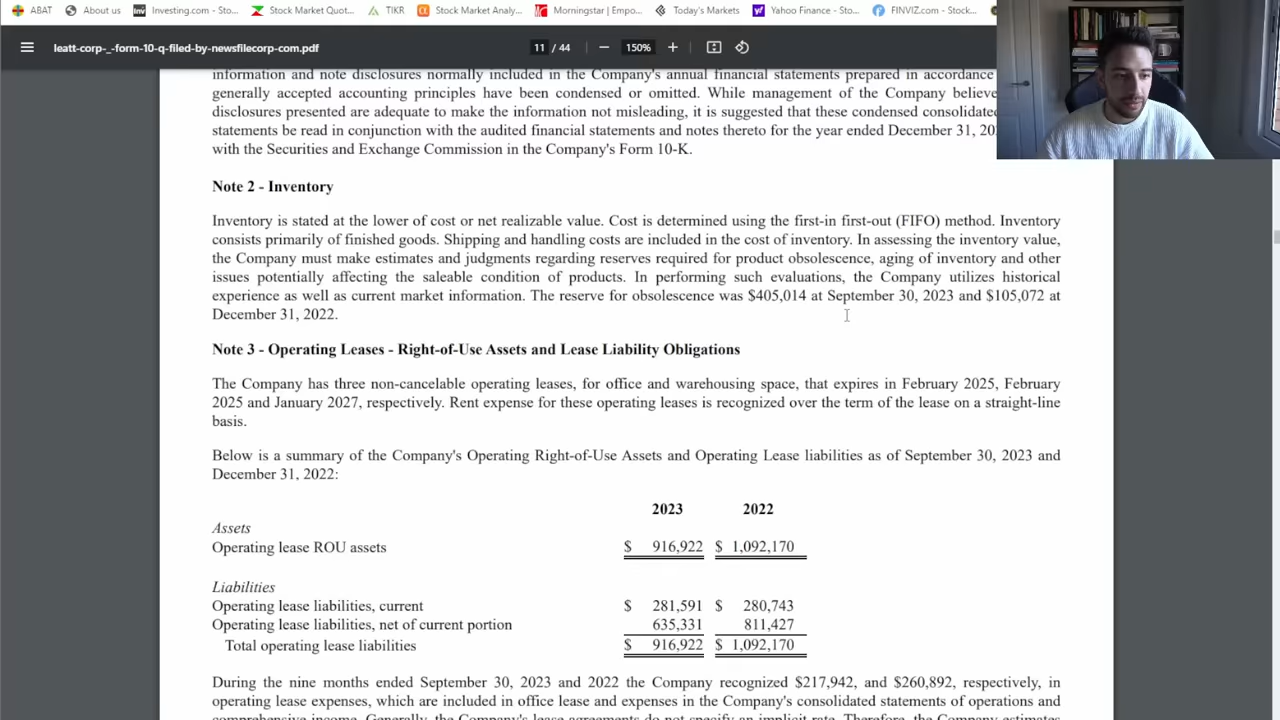 ABAT About us Investing.com - Sto... Stock Market Quot... TIKR Stock Market Analy... Morningstar | Empo... Today's Markets Yahoo Finance - Sto... FINVIZ.com - Stock...
leatt-corp-_-form-10-q-filed-by-newsfilecorp-com.pdf 11 / 44 150%
information and note disclosures normally included in the Company's annual financial statements prepared in accordance
generally accepted accounting principles have been condensed or omitted. While management of the Company believe
disclosures presented are adequate to make the information not misleading, it is suggested that these condensed consolidate
statements be read in conjunction with the audited financial statements and notes thereto for the year ended December 31, 20
with the Securities and Exchange Commission in the Company's Form 10-K.
Note 2 - Inventory
Inventory is stated at the lower of cost or net realizable value. Cost is determined using the first-in first-out (FIFO) method. Inventory
consists primarily of finished goods. Shipping and handling costs are included in the cost of inventory. In assessing the inventory value,
the Company must make estimates and judgments regarding reserves required for product obsolescence, aging of inventory and other
issues potentially affecting the saleable condition of products. In performing such evaluations, the Company utilizes historical
experience as well as current market information. The reserve for obsolescence was $405,014 at September 30, 2023 and $105,072 at
December 31, 2022.
Note 3 - Operating Leases - Right-of-Use Assets and Lease Liability Obligations
The Company has three non-cancelable operating leases, for office and warehousing space, that expires in February 2025, February
2025 and January 2027, respectively. Rent expense for these operating leases is recognized over the term of the lease on a straight-line
basis.
Below is a summary of the Company's Operating Right-of-Use Assets and Operating Lease liabilities as of September 30, 2023 and
December 31, 2022:
2023 2022
Assets
Operating lease ROU assets $ 916,922 $ 1,092,170
Liabilities
Operating lease liabilities, current $ 281,591 $ 280,743
Operating lease liabilities, net of current portion 635,331 811,427
Total operating lease liabilities $ 916,922 $ 1,092,170
During the nine months ended September 30, 2023 and 2022 the Company recognized $217,942, and $260,892, respectively, in
operating lease expenses, which are included in office lease and expenses in the Company's consolidated statements of operations and
comprehensive income. Generally, the Company's lease agreements do not specify an implicit rate. Therefore, the Company estimates